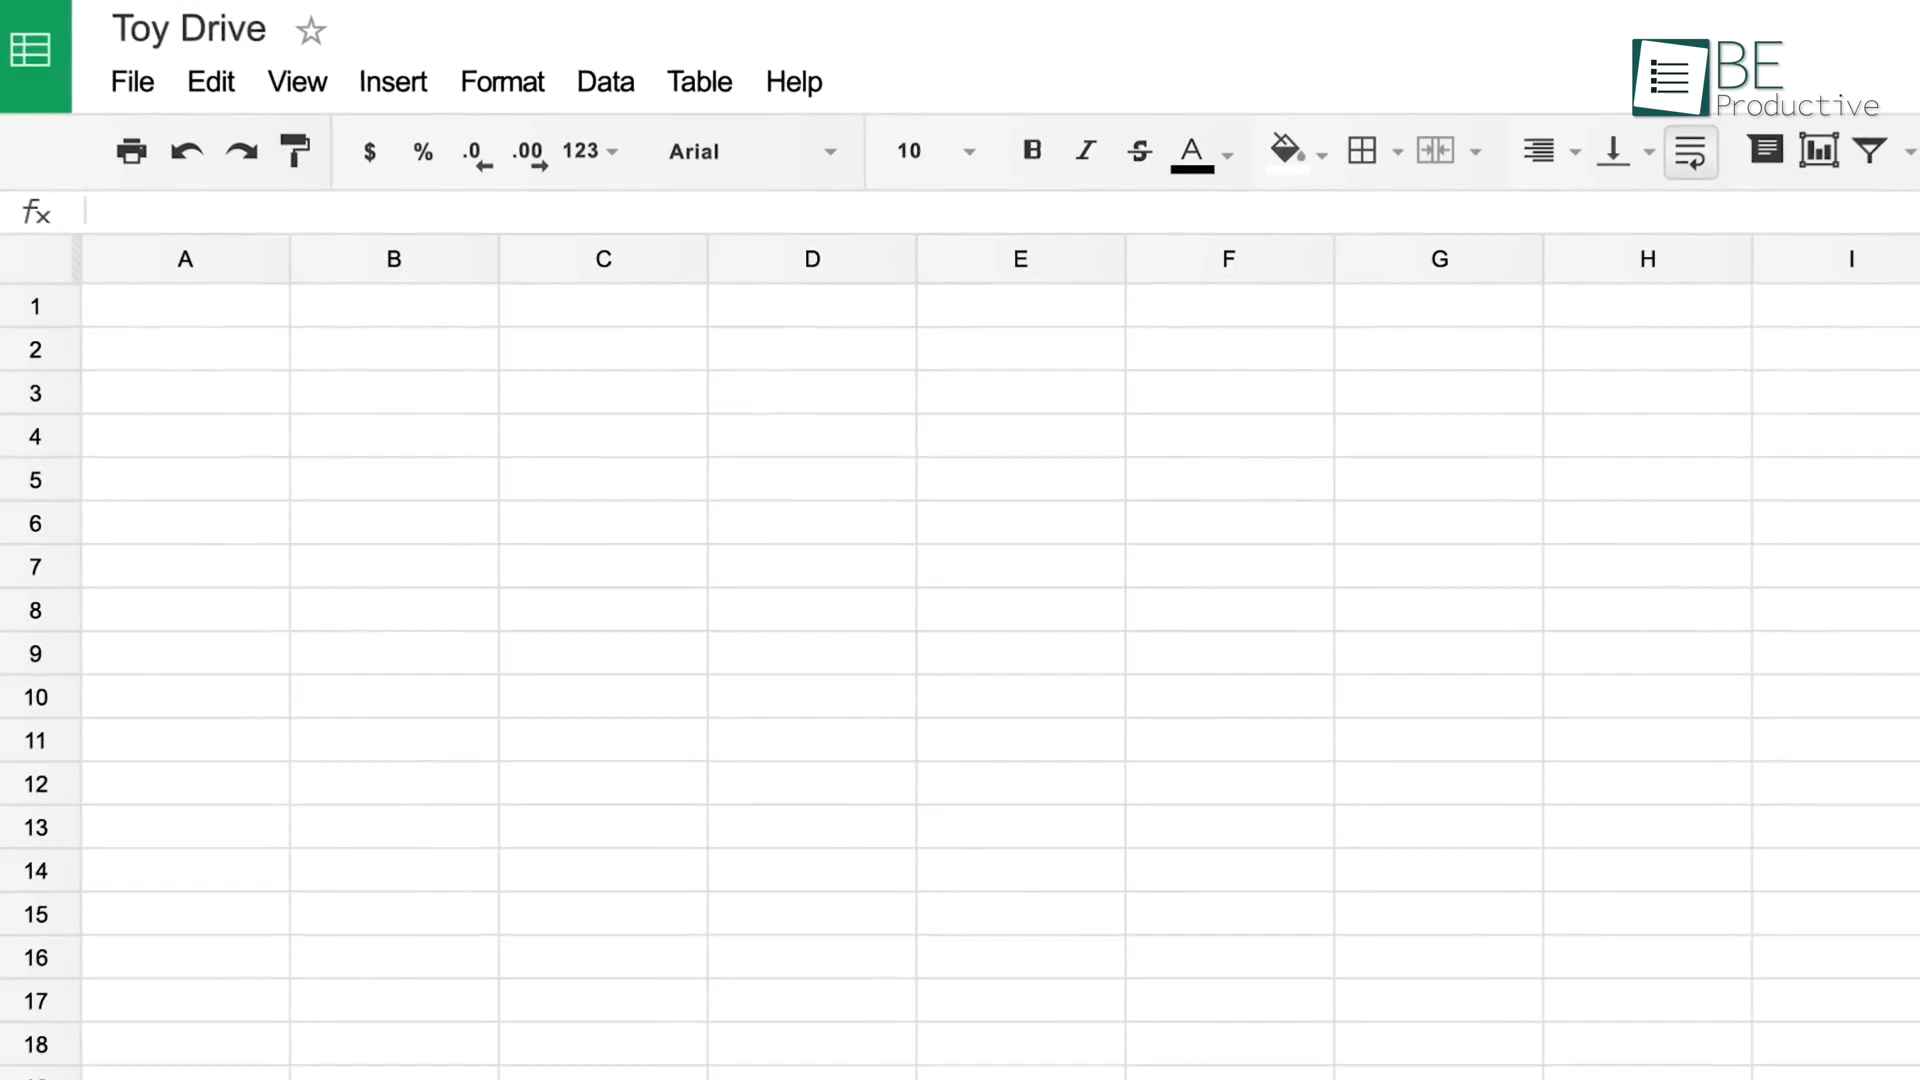 Toy Drive
File Edit View Insert Format Data Table Help
BE
Productive
$ % .0 .00 123 Arial 10 B I S A
fx
A B C D E F G H I
1
2
3
4
5
6
7
8
9
10
11
12
13
14
15
16
17
18